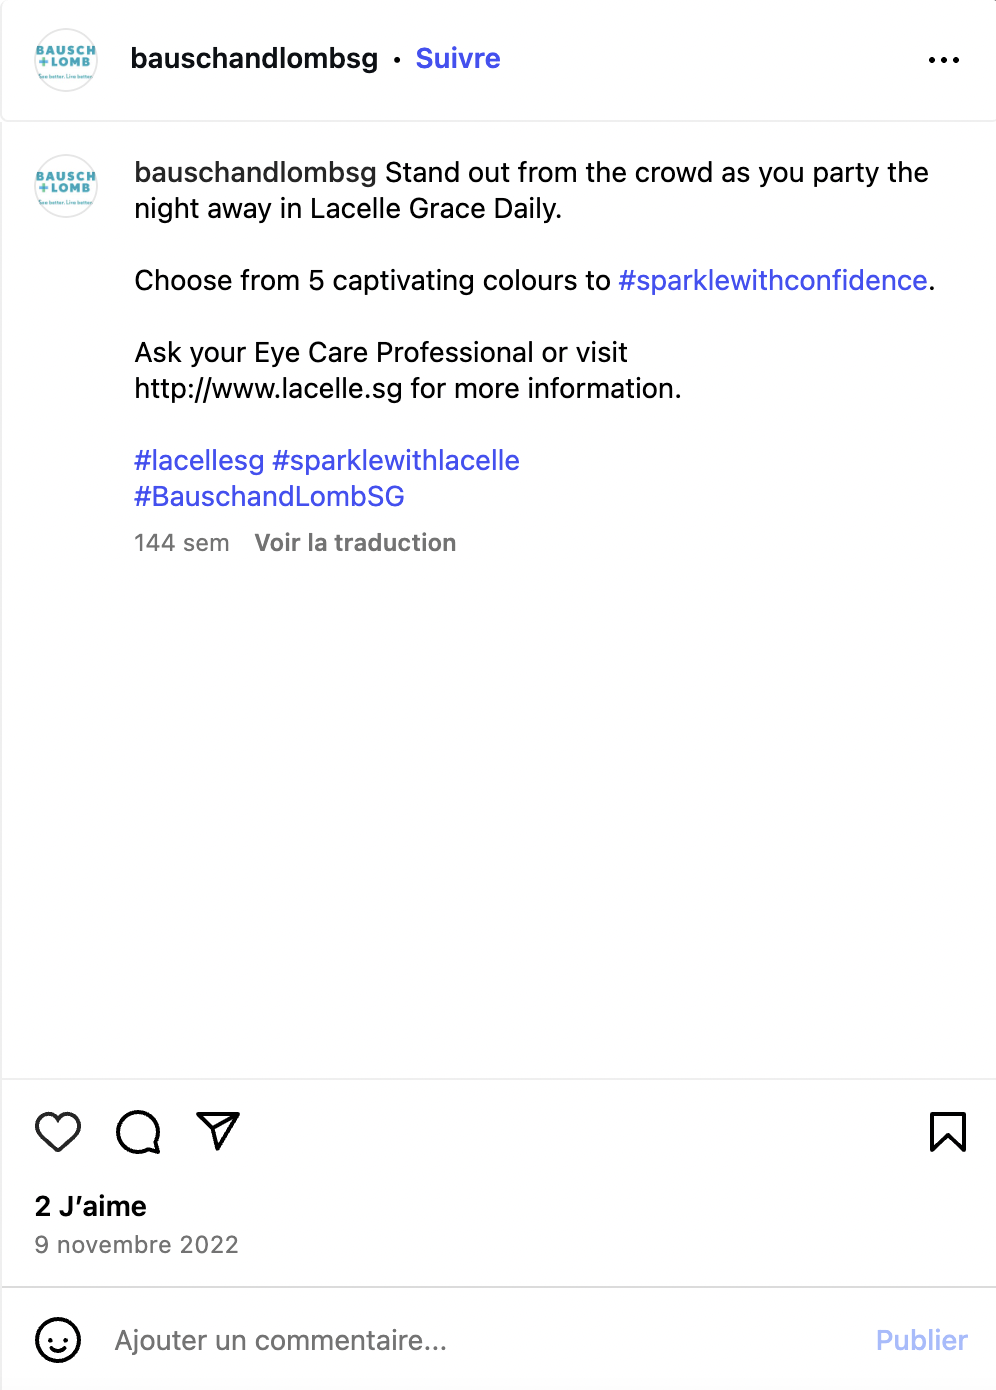 BAUSCH
+LOMB
See better. Live better.
bauschandlombsg • Suivre
BAUSCH
+LOMB
See better. Live better.
bauschandlombsg Stand out from the crowd as you party the
night away in Lacelle Grace Daily.
Choose from 5 captivating colours to #sparklewithconfidence.
Ask your Eye Care Professional or visit
http://www.lacelle.sg for more information.
#lacellesg #sparklewithlacelle
#BauschandLombSG
144 sem Voir la traduction
2 J’aime
9 novembre 2022
Ajouter un commentaire...
Publier